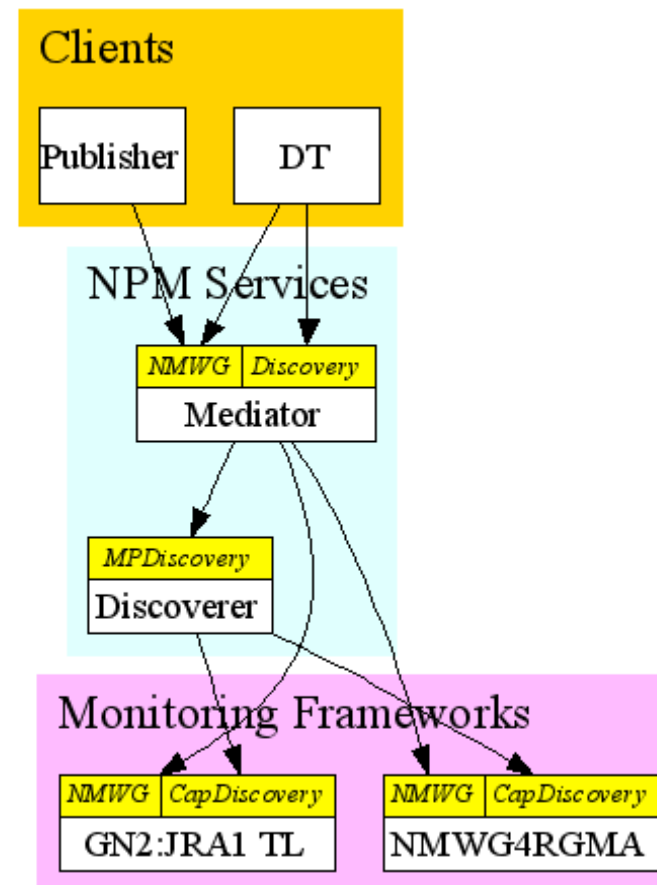 Clients
Publisher DT
NPM Services
NMWG Discovery
Mediator
MPDiscovery
Discoverer
Monitoring Frameworks
NMWG CapDiscovery NMWG CapDiscovery
GN2:JRA1 TL NMWG4RGMA